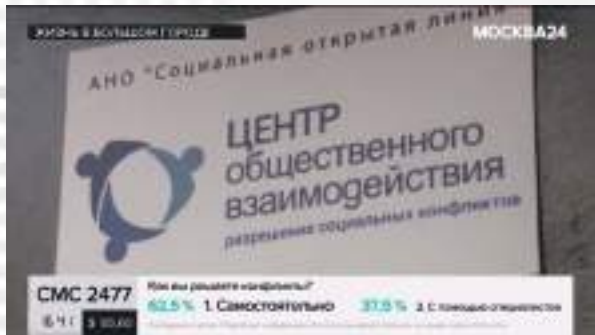 ЖИЗНЬ В БОЛЬШОМ ГОРОДЕ
МОСКВА24
АНО "Социальная открытая линия"
ЦЕНТР
общественного
взаимодействия
разрешение социальных конфликтов
СМС 2477
Как вы решаете конфликты?
62,5% 1. Самостоятельно 37,5% 2. С помощью специалистов